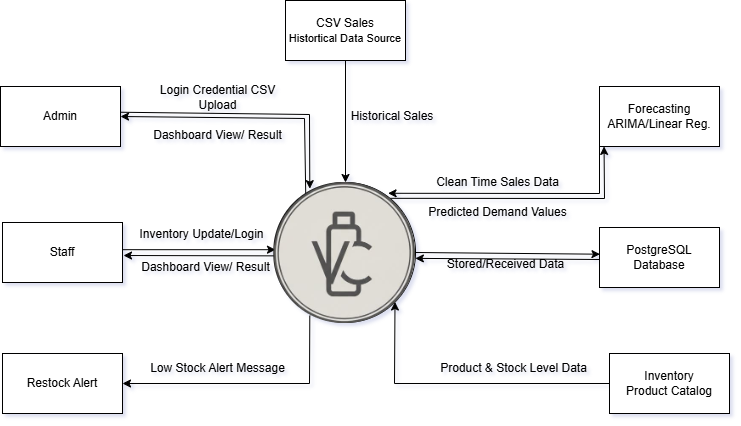 CSV Sales
Histortical Data Source
Login Credential CSV
Upload
Admin
Dashboard View/ Result
Historical Sales
Forecasting
ARIMA/Linear Reg.
Clean Time Sales Data
Predicted Demand Values
Inventory Update/Login
Staff
Dashboard View/ Result
VC
PostgreSQL
Database
Stored/Received Data
Low Stock Alert Message
Restock Alert
Product & Stock Level Data
Inventory
Product Catalog